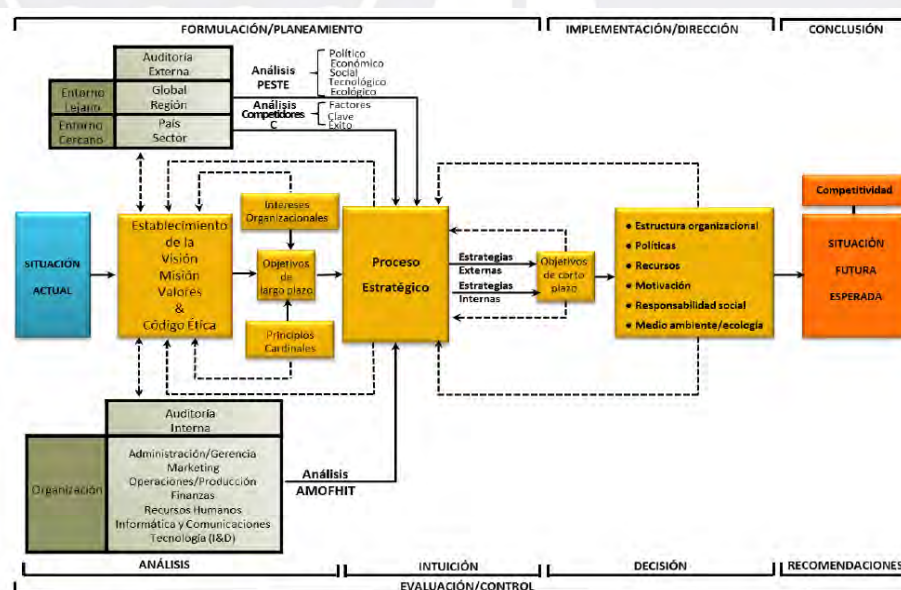 FORMULACIÓN/PLANEAMIENTO
IMPLEMENTACIÓN/DIRECCIÓN
CONCLUSIÓN
Auditoría
Externa
Entorno
Lejano
Global
Región
Entorno
Cercano
País
Sector
Análisis
PESTE
Político
Económico
Social
Tecnológico
Ecológico
Análisis
Competidores
C
Factores
Clave
Éxito
SITUACIÓN
ACTUAL
Establecimiento
de la
Visión
Misión
Valores
&
Código Ética
Intereses
Organizacionales
Objetivos
de
largo plazo
Principios
Cardinales
Proceso
Estratégico
Estrategias
Externas
Estrategias
Internas
Objetivos
de corto
plazo
• Estructura organizacional
• Políticas
• Recursos
• Motivación
• Responsabilidad social
• Medio ambiente/ecología
Competitividad
SITUACIÓN
FUTURA
ESPERADA
Auditoría
Interna
Organización
Administración/Gerencia
Marketing
Operaciones/Producción
Finanzas
Recursos Humanos
Informática y Comunicaciones
Tecnología (I&D)
Análisis
AMOFHIT
ANÁLISIS
INTUICIÓN
DECISIÓN
RECOMENDACIONES
EVALUACIÓN/CONTROL